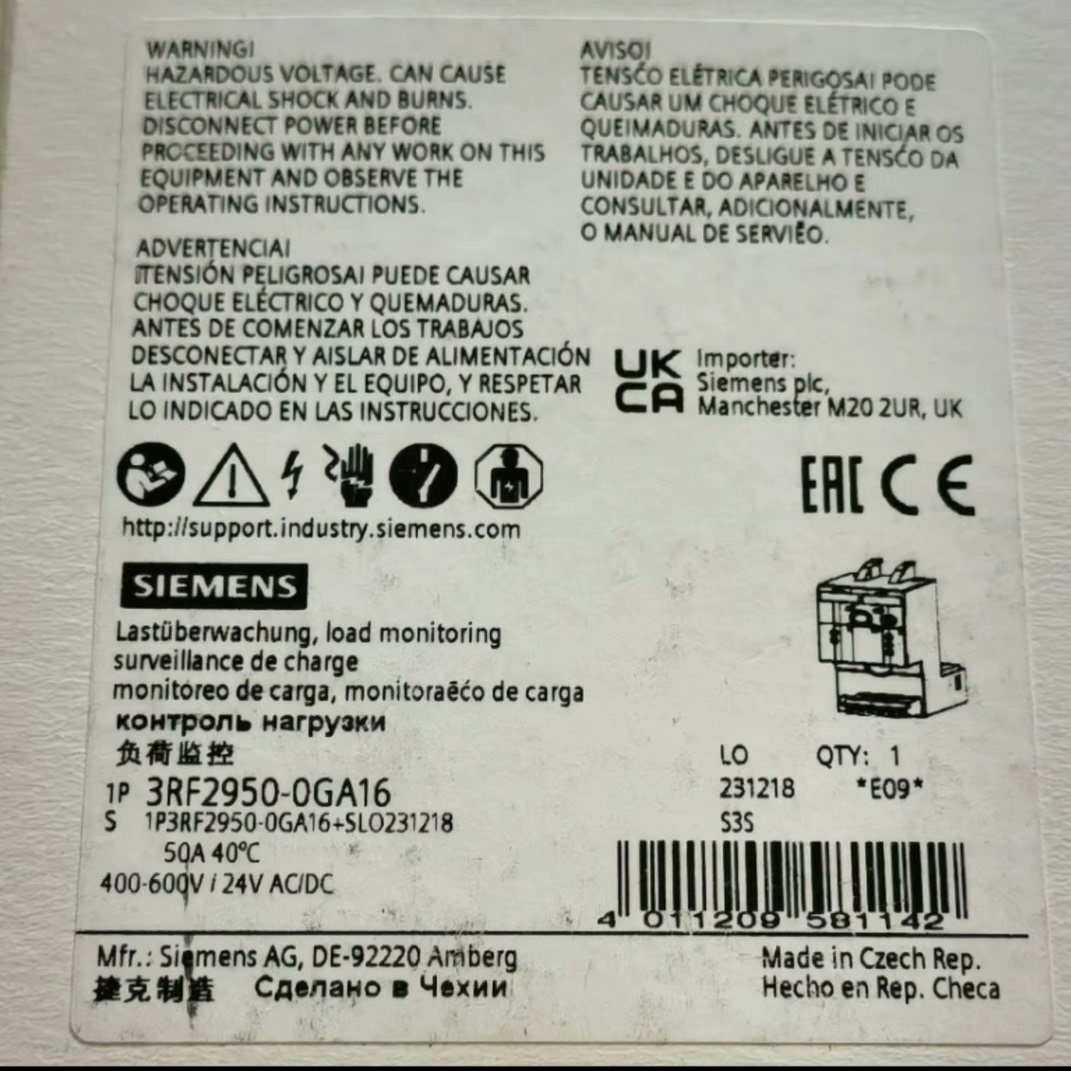 WARNING!
HAZARDOUS VOLTAGE. CAN CAUSE
ELECTRICAL SHOCK AND BURNS.
DISCONNECT POWER BEFORE
PROCEEDING WITH ANY WORK ON THIS
EQUIPMENT AND OBSERVE THE
OPERATING INSTRUCTIONS.
ADVERTENCIA!
¡TENSIÓN PELIGROSA! PUEDE CAUSAR
CHOQUE ELÉCTRICO Y QUEMADURAS.
ANTES DE COMENZAR LOS TRABAJOS
DESCONECTAR Y AISLAR DE ALIMENTACIÓN
LA INSTALACIÓN Y EL EQUIPO, Y RESPETAR
LO INDICADO EN LAS INSTRUCCIONES.
AVISO!
TENSĆO ELÉTRICA PERIGOSA! PODE
CAUSAR UM CHOQUE ELÉTRICO E
QUEIMADURAS. ANTES DE INICIAR OS
TRABALHOS, DESLIGUE A TENSĆO DA
UNIDADE E DO APARELHO E
CONSULTAR, ADICIONALMENTE,
O MANUAL DE SERVIĒO.
UK
CA
Importer:
Siemens plc,
Manchester M20 2UR, UK
EAC CE
http://support.industry.siemens.com
SIEMENS
Lastüberwachung, load monitoring
surveillance de charge
monitoreo de carga, monitoraēćo de carga
контроль нагрузки
负荷监控
1P 3RF2950-0GA16
S 1P3RF2950-0GA16+SLO231218
50A 40°C
400-600V / 24V AC/DC
LO QTY: 1
231218 *E09*
S3S
4 011209 581142
Mfr.: Siemens AG, DE-92220 Amberg
捷克制造 Сделано в Чехии
Made in Czech Rep.
Hecho en Rep. Checa